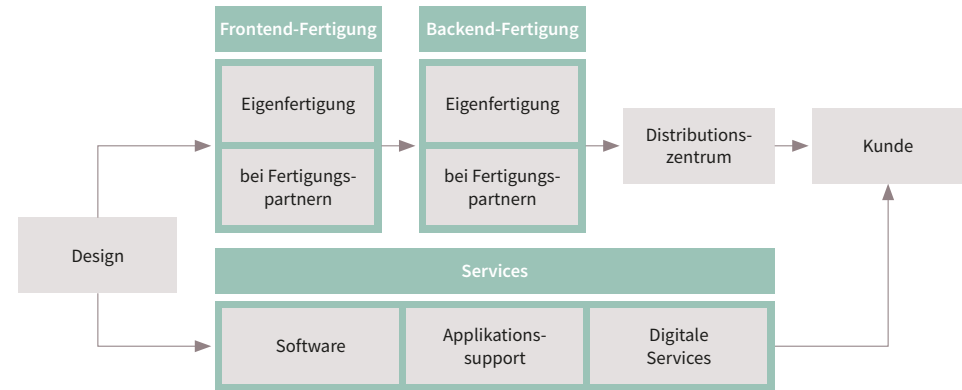 Frontend-Fertigung
Backend-Fertigung
Eigenfertigung
Eigenfertigung
Distributions-
zentrum
Kunde
bei Fertigungs-
partnern
bei Fertigungs-
partnern
Design
Services
Software
Applikations-
support
Digitale
Services